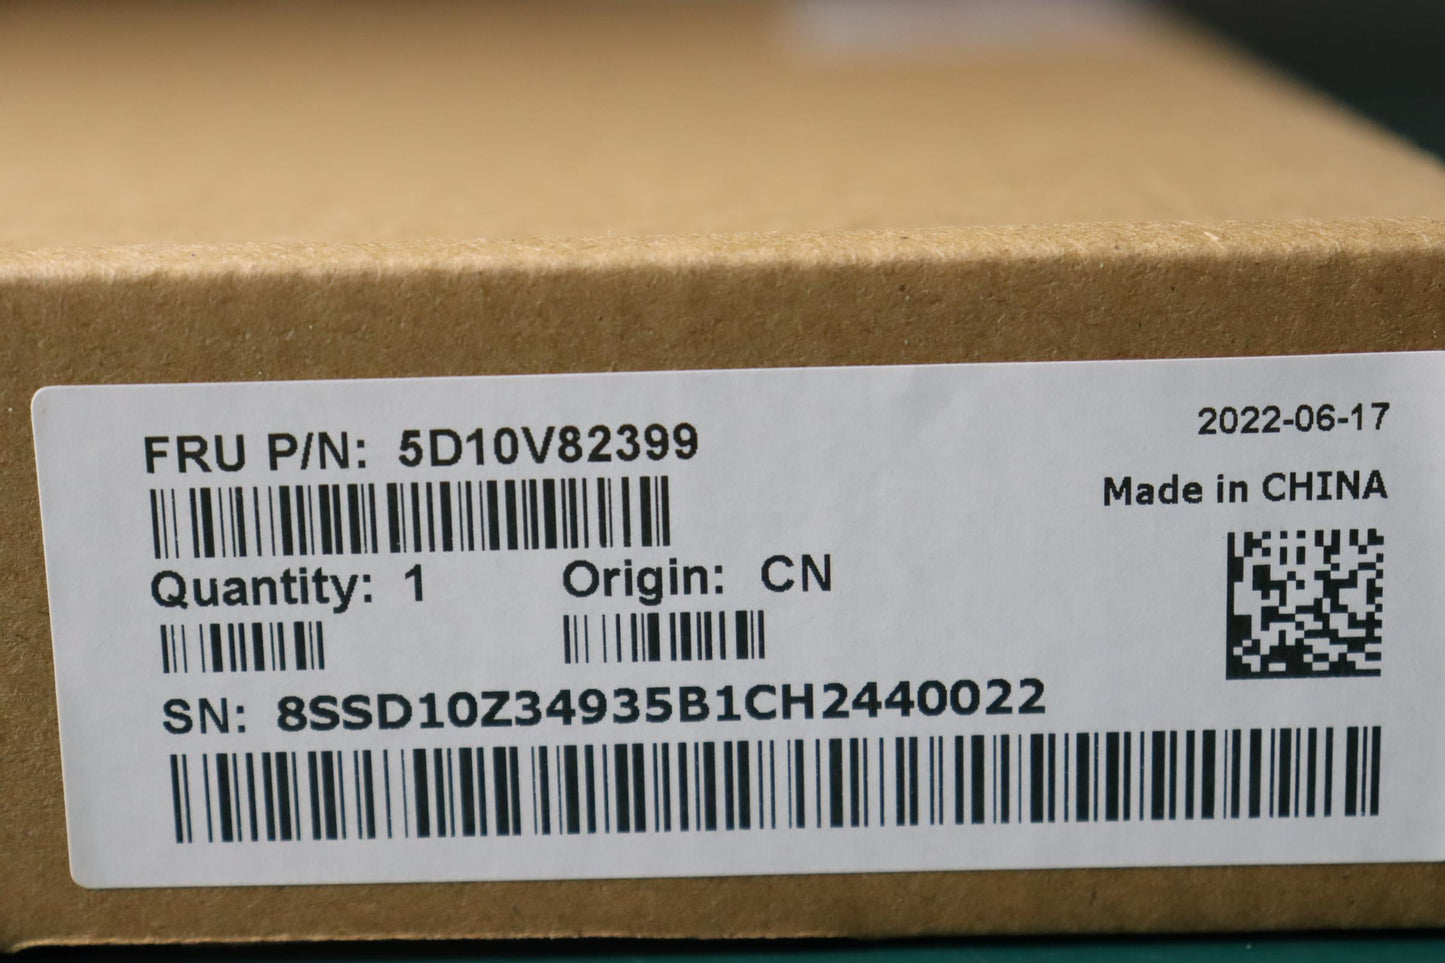 FRU P/N: 5D10V82399
2022-06-17
Made in CHINA
Quantity: 1
Origin: CN
SN: 8SSD10Z34935B1CH2440022